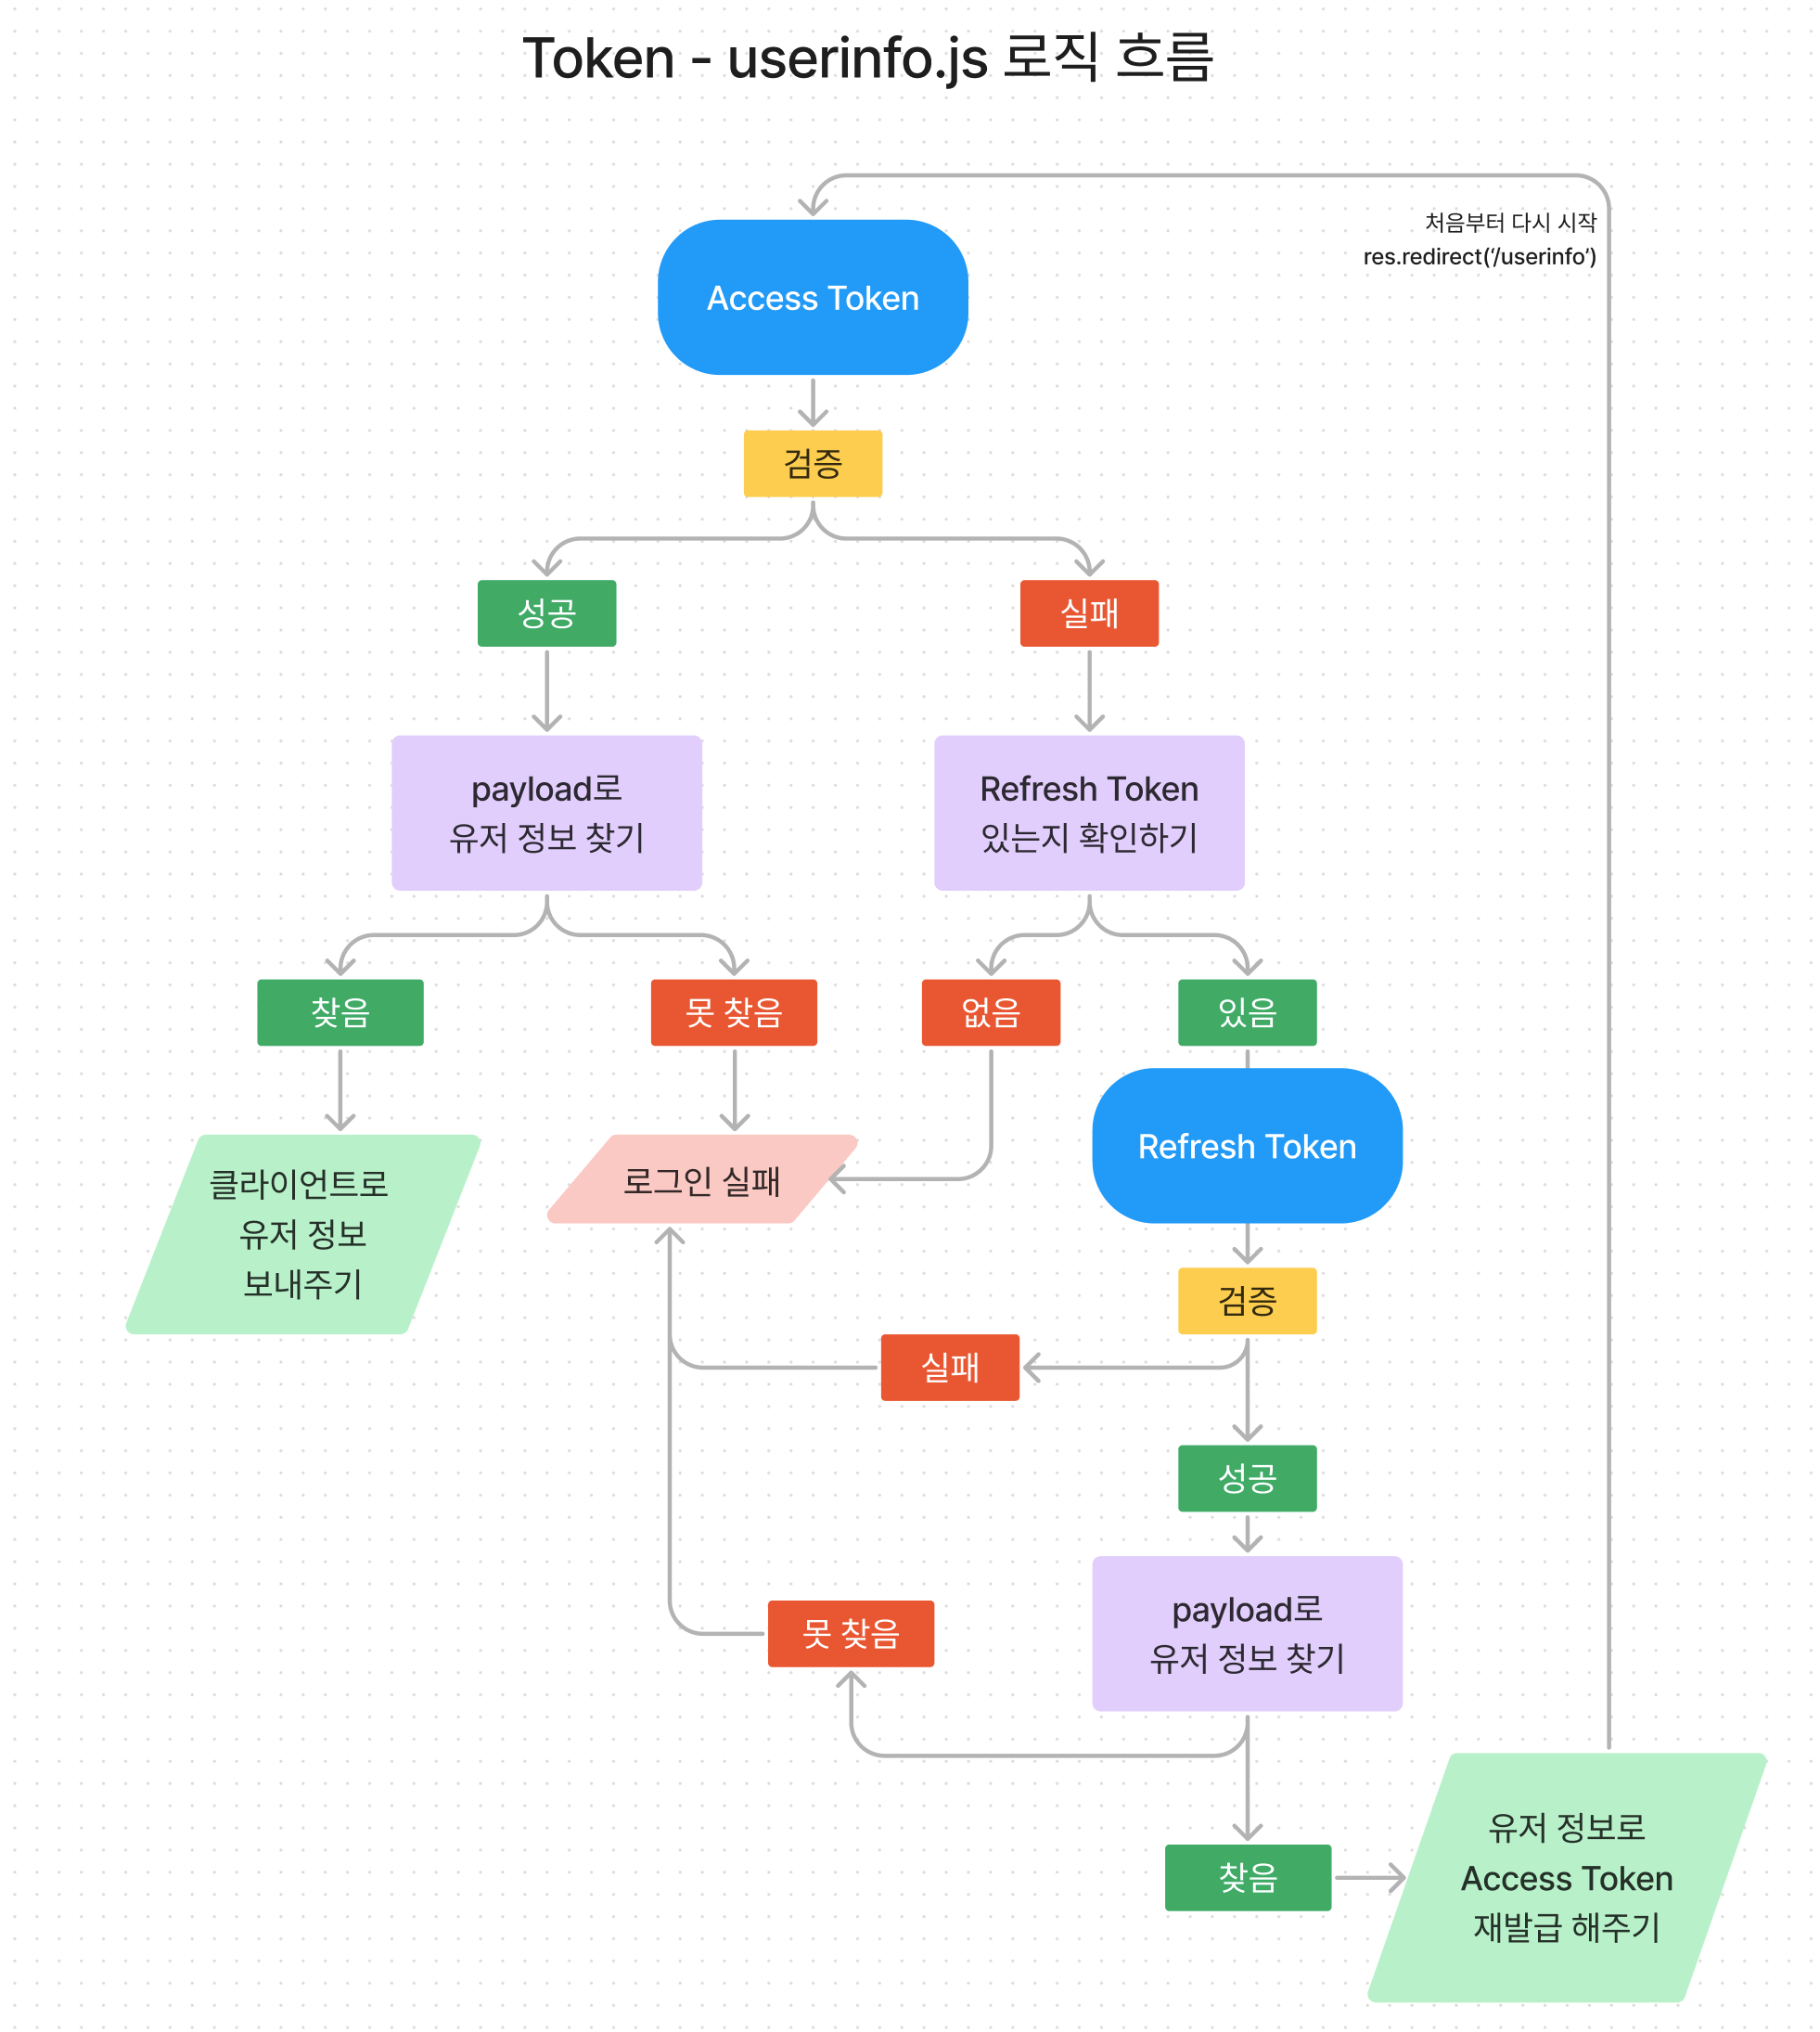 Token - userinfo.js 로직 흐름
처음부터 다시 시작
res.redirect(‘/userinfo’)
Access Token
검증
성공
실패
payload로
유저 정보 찾기
Refresh Token
있는지 확인하기
찾음
못 찾음
없음
있음
클라이언트로
유저 정보
보내주기
로그인 실패
Refresh Token
검증
실패
성공
payload로
유저 정보 찾기
못 찾음
찾음
유저 정보로
Access Token
재발급 해주기